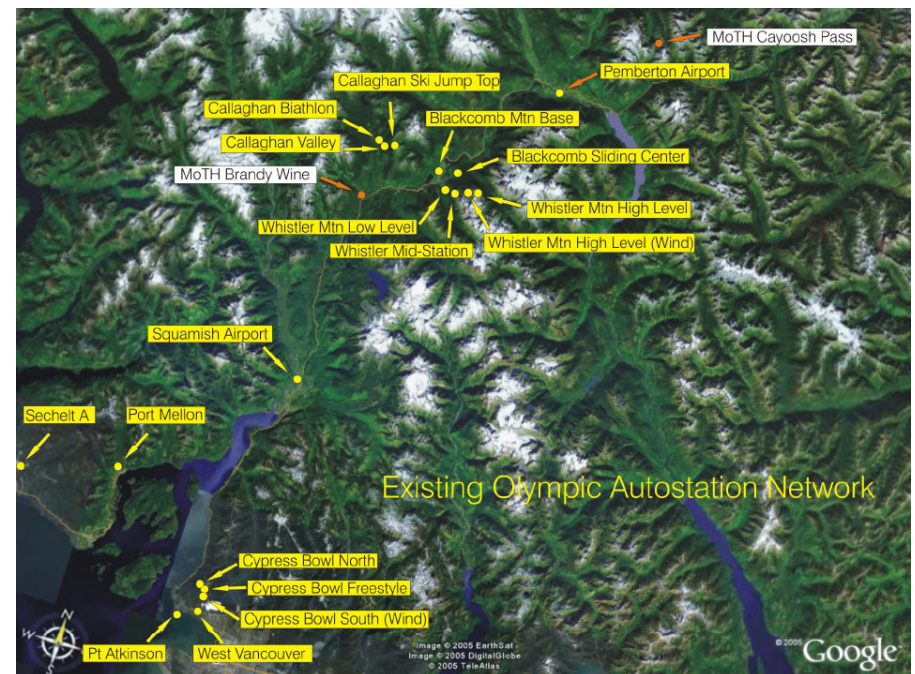 MoTH Cayoosh Pass
Pemberton Airport
Callaghan Ski Jump Top
Callaghan Biathlon
Blackcomb Mtn Base
Callaghan Valley
Blackcomb Sliding Center
MoTH Brandy Wine
Whistler Mtn High Level
Whistler Mtn Low Level
Whistler Mtn High Level (Wind)
Whistler Mid-Station
Squamish Airport
Sechelt A
Port Mellon
Existing Olympic Autostation Network
Cypress Bowl North
Cypress Bowl Freestyle
Cypress Bowl South (Wind)
N
W
Pt Atkinson
West Vancouver
Image © 2005 EarthSat
Image © 2005 DigitalGlobe
© 2005 TeleAtlas
© 2005 Google